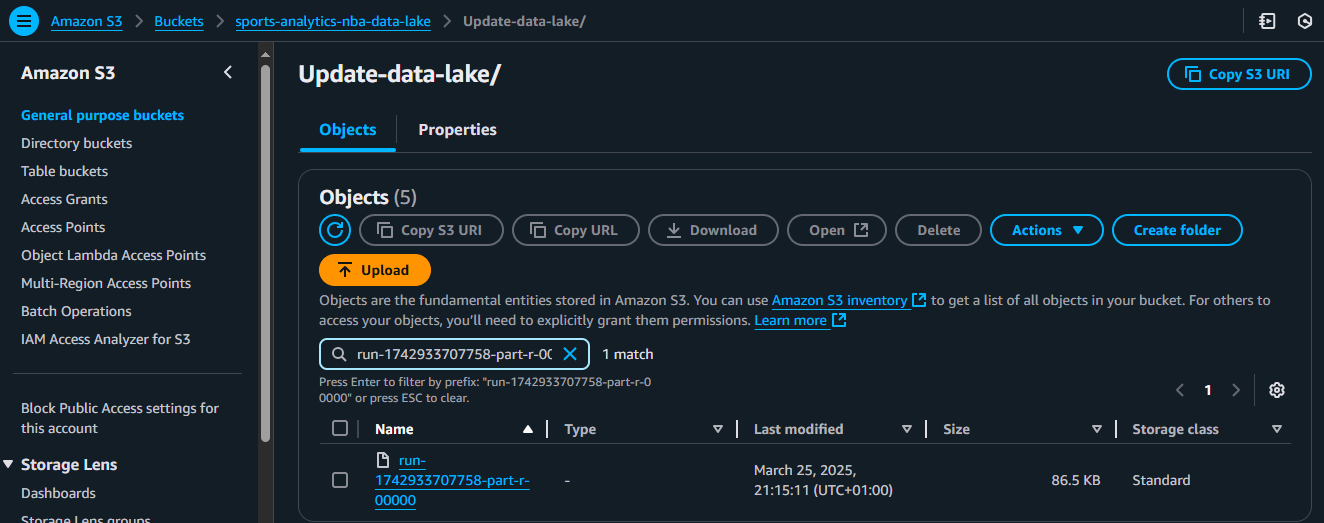 Amazon S3 > Buckets > sports-analytics-nba-data-lake > Update-data-lake/
Amazon S3
General purpose buckets
Directory buckets
Table buckets
Access Grants
Access Points
Object Lambda Access Points
Multi-Region Access Points
Batch Operations
IAM Access Analyzer for S3
Block Public Access settings for
this account
Storage Lens
Dashboards
Storage Lens groups
Update-data-lake/
Copy S3 URI
Objects Properties
Objects (5)
Copy S3 URI Copy URL Download Open Delete Actions Create folder
Upload
Objects are the fundamental entities stored in Amazon S3. You can use Amazon S3 inventory to get a list of all objects in your bucket. For others to
access your objects, you'll need to explicitly grant them permissions. Learn more
run-1742933707758-part-r-00 1 match
Press Enter to filter by prefix: "run-1742933707758-part-r-0
0000" or press ESC to clear.
1
Name Type Last modified Size Storage class
run-
1742933707758-part-r-
00000
-
March 25, 2025,
21:15:11 (UTC+01:00)
86.5 KB
Standard